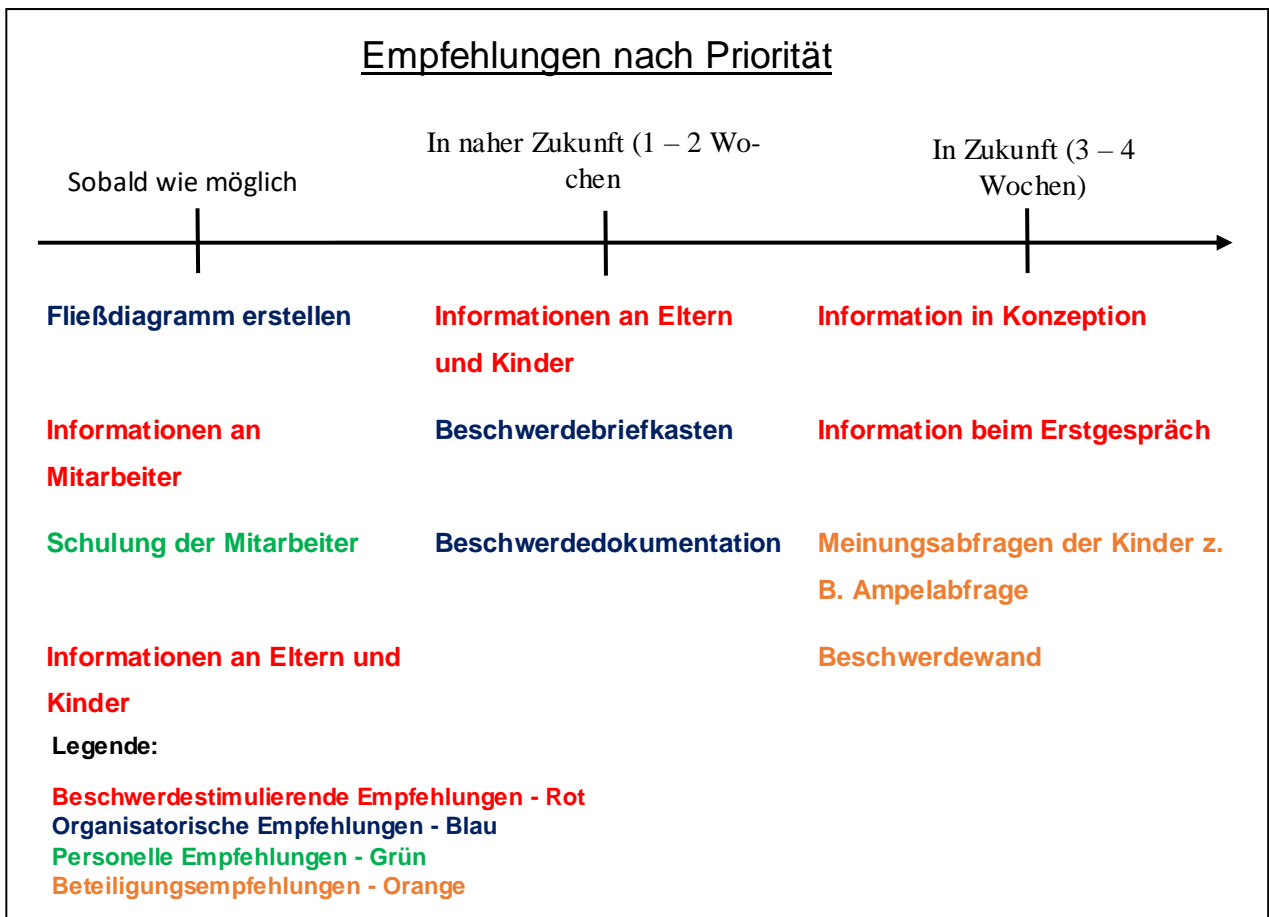 Empfehlungen nach Priorität
Sobald wie möglich
In naher Zukunft (1 – 2 Wo-
chen
In Zukunft (3 – 4
Wochen)
Fließdiagramm erstellen
Informationen an
Mitarbeiter
Schulung der Mitarbeiter
Informationen an Eltern und
Kinder
Informationen an Eltern
und Kinder
Beschwerdebriefkasten
Beschwerdedokumentation
Information in Konzeption
Information beim Erstgespräch
Meinungsabfragen der Kinder z.
B. Ampelabfrage
Beschwerdewand
Legende:
Beschwerdestimulierende Empfehlungen - Rot
Organisatorische Empfehlungen - Blau
Personelle Empfehlungen - Grün
Beteiligungsempfehlungen - Orange